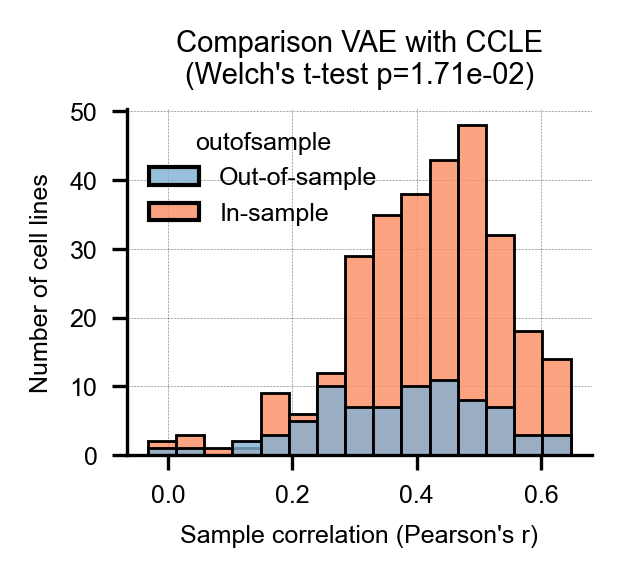 Comparison VAE with CCLE
(Welch's t-test p=1.71e-02)
50
40
30
20
10
0
Number of cell lines
outofsample
Out-of-sample
In-sample
0.0
0.2
0.4
0.6
Sample correlation (Pearson's r)